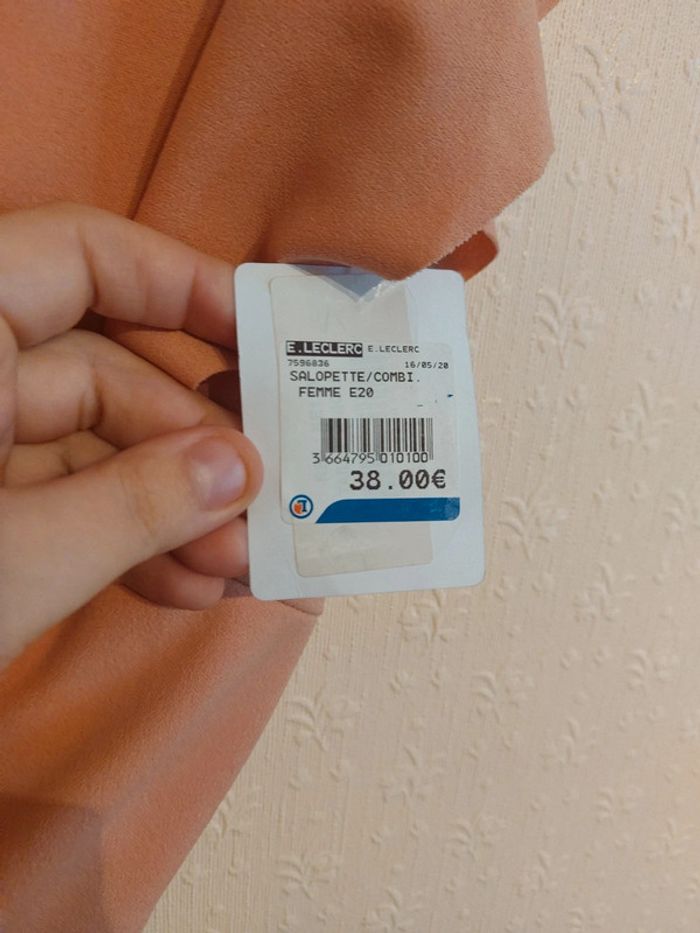 E.LECLERC E.LECLERC
7596836 16/05/20
SALOPETTE/COMBI.
FEMME E20
3 664795 010100
38.00€
L